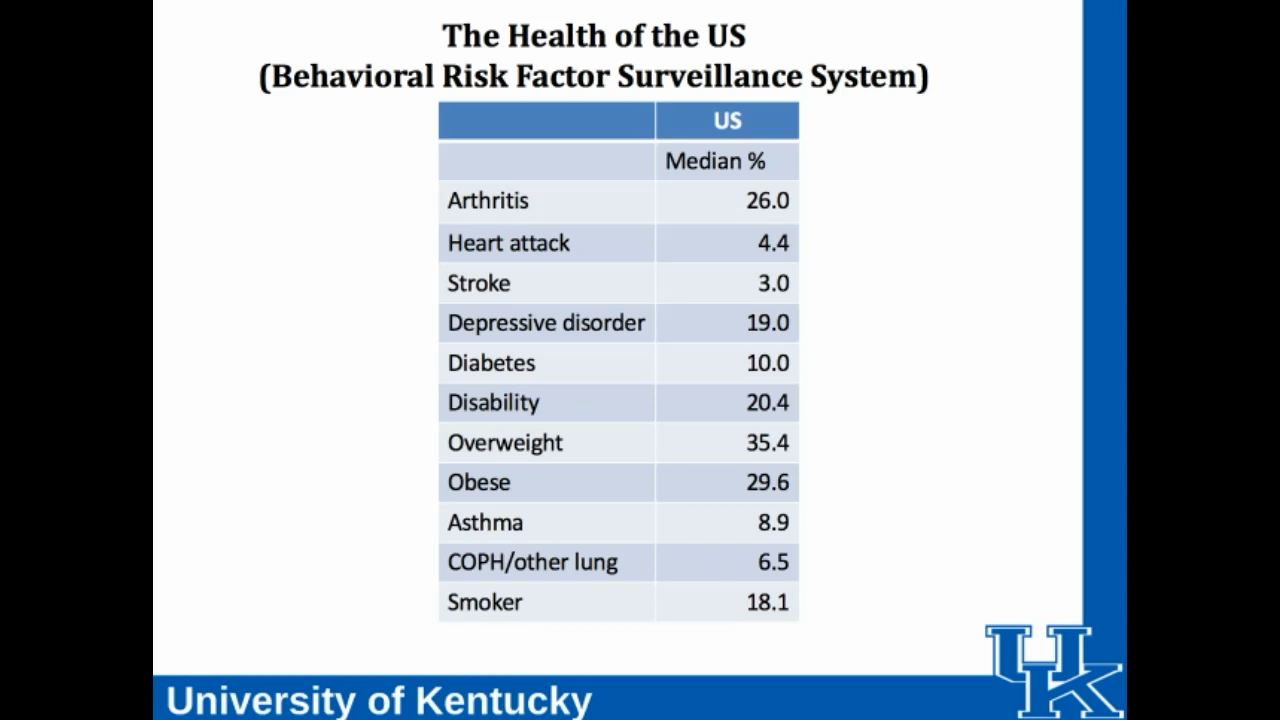 The Health of the US
(Behavioral Risk Factor Surveillance System)
US
Median %
Arthritis 26.0
Heart attack 4.4
Stroke 3.0
Depressive disorder 19.0
Diabetes 10.0
Disability 20.4
Overweight 35.4
Obese 29.6
Asthma 8.9
COPH/other lung 6.5
Smoker 18.1
UK
University of Kentucky